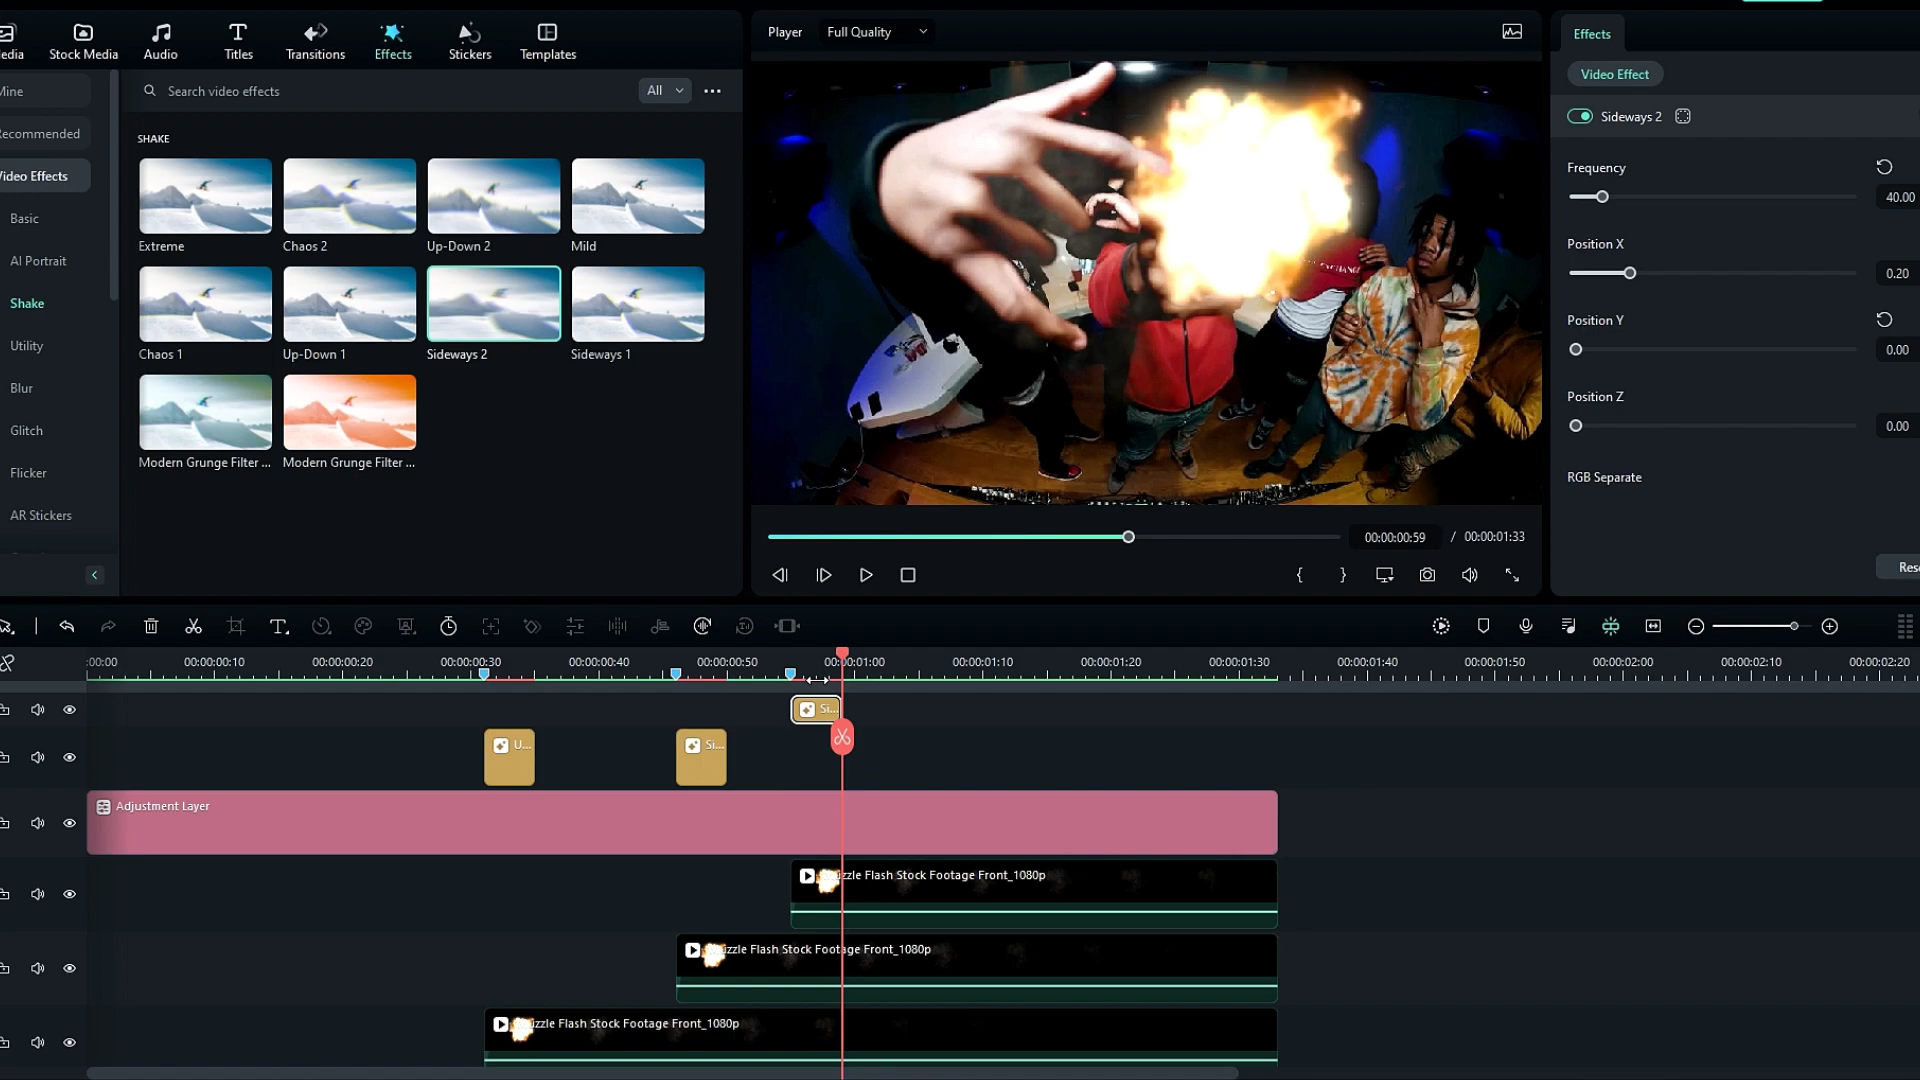 edia
Stock Media
Audio
Titles
Transitions
Effects
Stickers
Templates
Mine
Recommended
Video Effects
Basic
AI Portrait
Shake
Utility
Blur
Glitch
Flicker
AR Stickers
Search video effects
All
SHAKE
Extreme
Chaos 2
Up-Down 2
Mild
Chaos 1
Up-Down 1
Sideways 2
Sideways 1
Modern Grunge Filter ...
Modern Grunge Filter ...
Player
Full Quality
EXCHANGE
00:00:00:59 / 00:00:01:33
Effects
Video Effect
Sideways 2
Frequency
40.00
Position X
0.20
Position Y
0.00
Position Z
0.00
RGB Separate
Rese
:00:00
00:00:00:10
00:00:00:20
00:00:00:30
00:00:00:40
00:00:00:50
00:00:01:00
00:00:01:10
00:00:01:20
00:00:01:30
00:00:01:40
00:00:01:50
00:00:02:00
00:00:02:10
00:00:02:20
Si...
U...
Si...
Adjustment Layer
zzle Flash Stock Footage Front_1080p
izzle Flash Stock Footage Front_1080p
izzle Flash Stock Footage Front_1080p